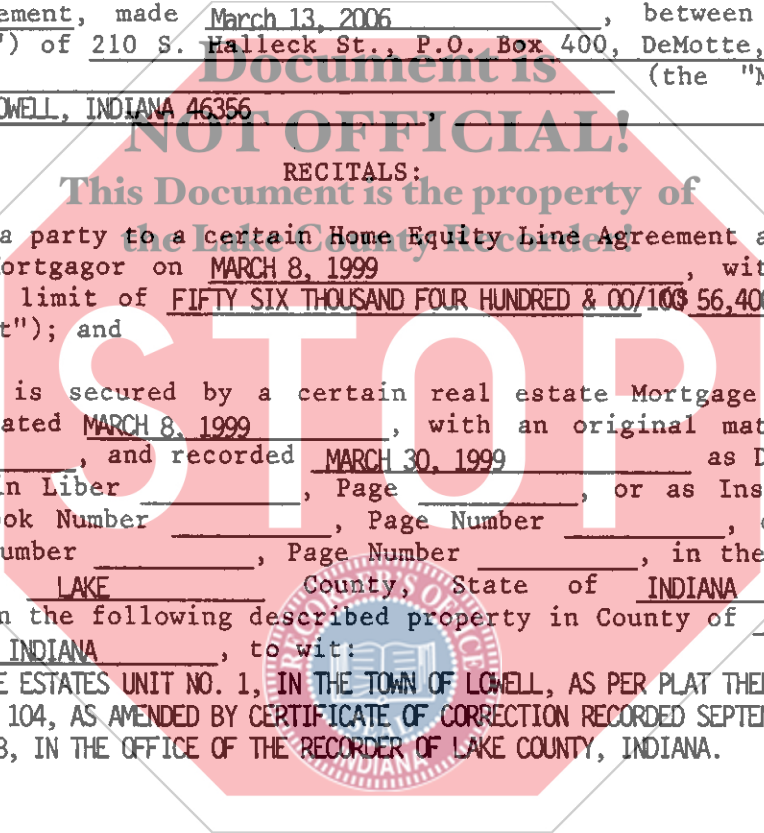 ement, made March 13, 2006 , between
") of 210 S. Halleck St., P.O. Box 400, DeMotte,
Document is
(the "M
OWELL, INDIANA 46356 ,
NOT OFFICIAL!
RECITALS:
This Document is the property of
the Lake County Recorder!
a party to a certain Home Equity Line Agreement a
ortgagor on MARCH 8, 1999 , wit
limit of FIFTY SIX THOUSAND FOUR HUNDRED & 00/100 56,400
t"); and
STOP
is secured by a certain real estate Mortgage
ated MARCH 8, 1999 , with an original mat
, and recorded MARCH 30, 1999 as D
in Liber , Page , or as Ins
ok Number , Page Number ,
umber , Page Number , in the
LAKE County, State of INDIANA
n the following described property in County of
INDIANA , to wit:
E ESTATES UNIT NO. 1, IN THE TOWN OF LOWELL, AS PER PLAT THE
104, AS AMENDED BY CERTIFICATE OF CORRECTION RECORDED SEPTE
3, IN THE OFFICE OF THE RECORDER OF LAKE COUNTY, INDIANA.
RECORDER'S OFFICE
INDIANA